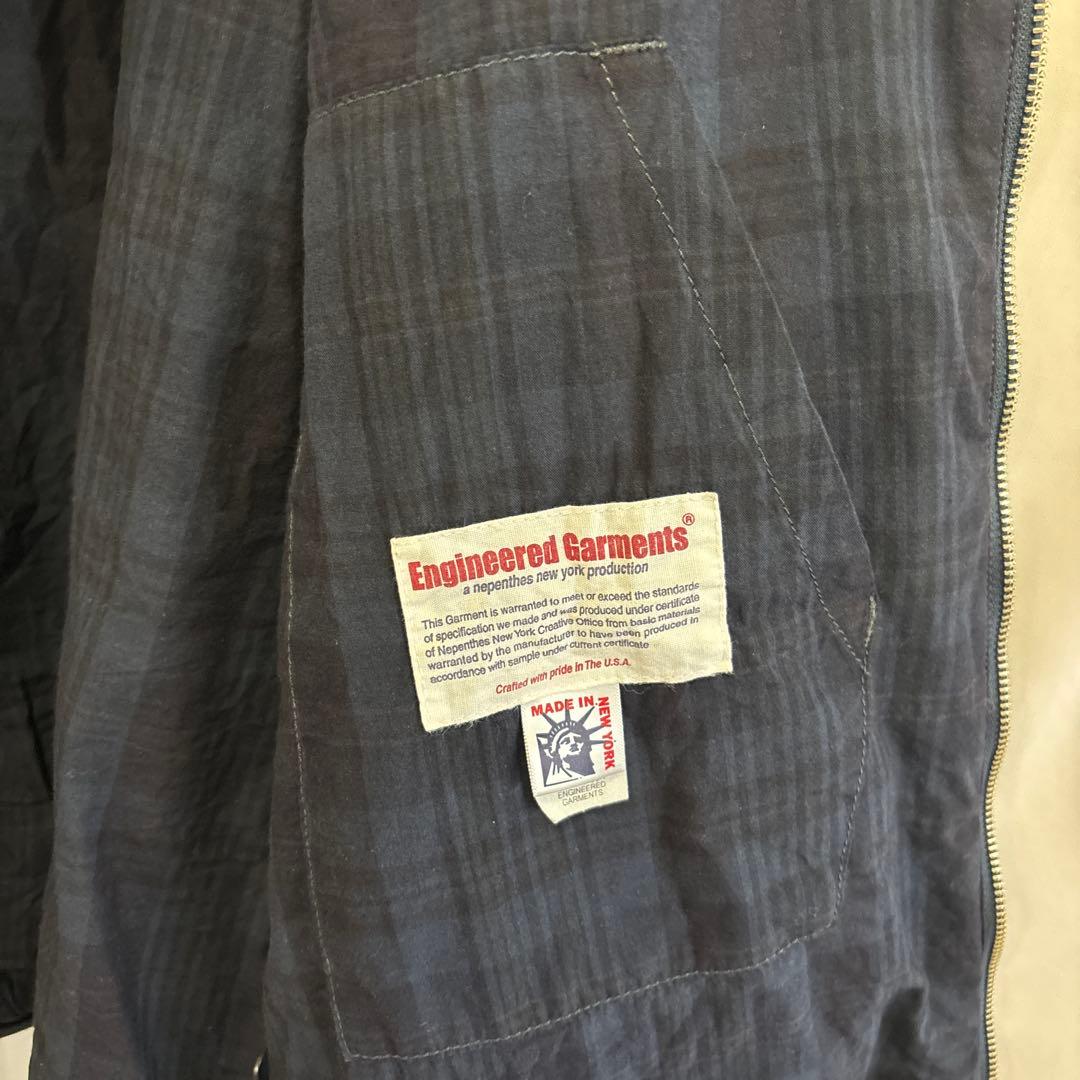 Engineered Garments®
a nepenthes new york production
This Garment is warranted to meet or exceed the standards
of specification we made and was produced under certificate
of Nepenthes New York Creative Office from basic materials
warranted by the manufacturer to have been produced in
accordance with sample under current certificate
Crafted with pride in The U.S.A.
MADE IN NEW YORK
ENGINEERED
GARMENTS